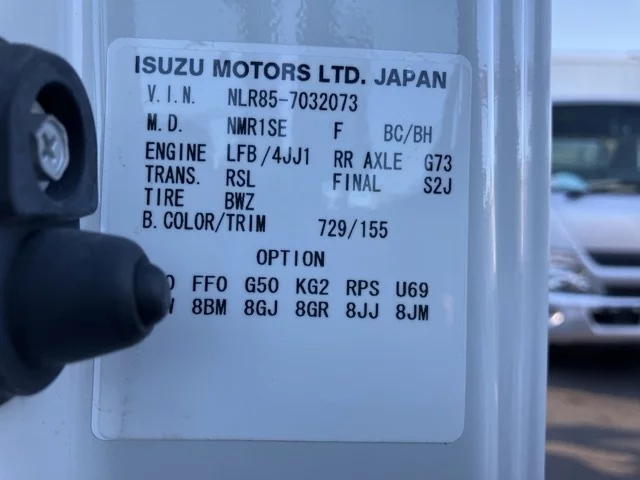 ISUZU MOTORS LTD. JAPAN
V.I.N. NLR85-7032073
M.D. NMR1SE F BC/BH
ENGINE LFB/4JJ1 RR AXLE G73
TRANS. RSL FINAL S2J
TIRE BWZ
B.COLOR/TRIM 729/155
OPTION
FFO G50 KG2 RPS U69
8BM 8GJ 8GR 8JJ 8JM